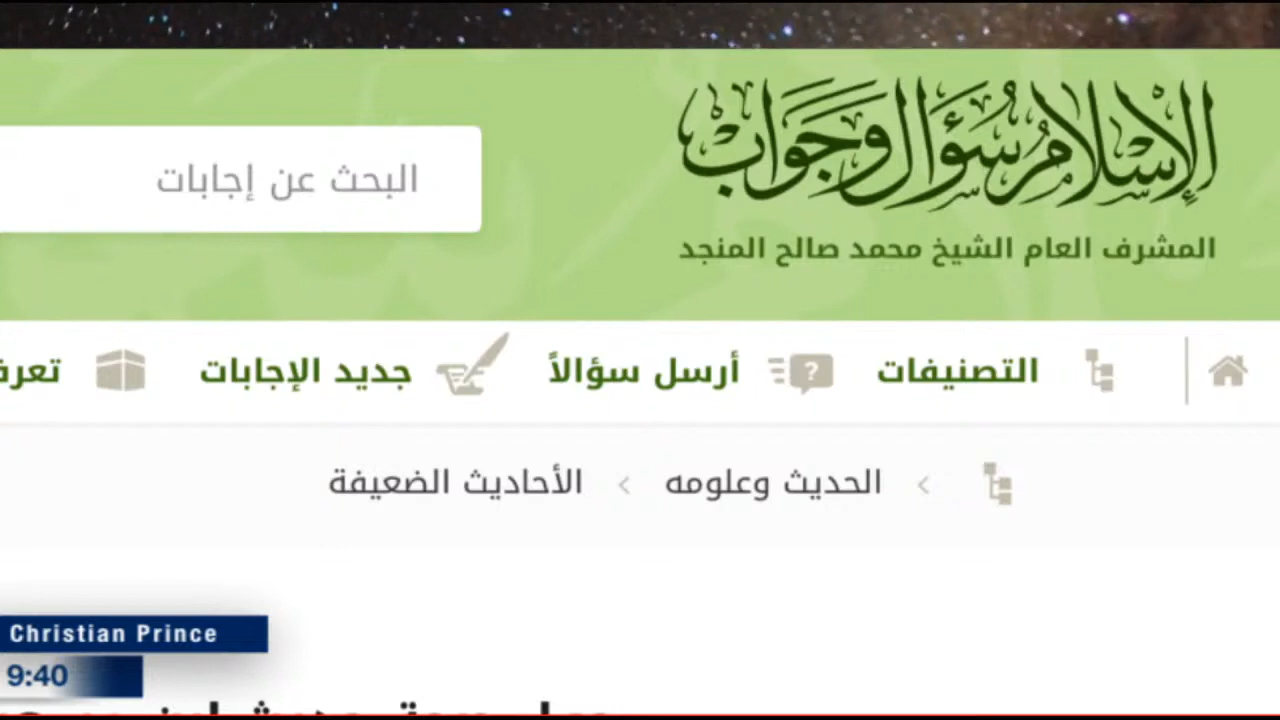 الإسلام سؤال وجواب
المشرف العام الشيخ محمد صالح المنجد
البحث عن إجابات
التصنيفات
أرسل سؤالاً
جديد الإجابات
الحديث وعلومه
الأحاديث الضعيفة
Christian Prince
9:40